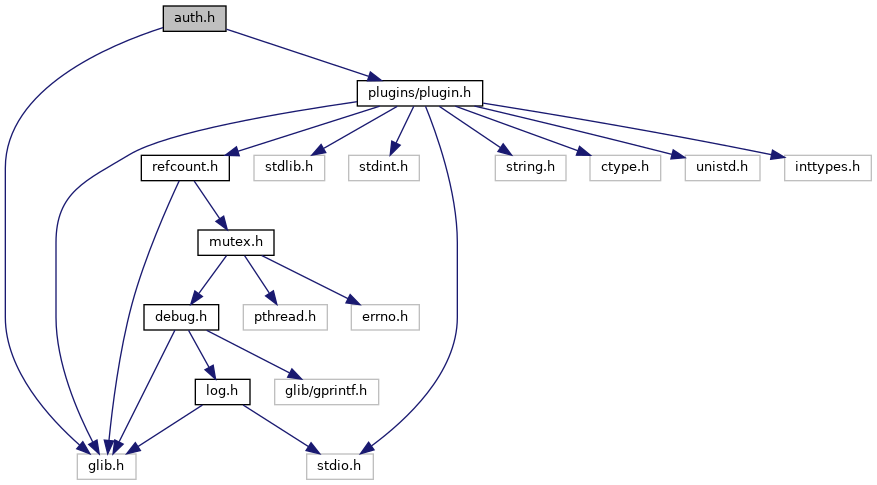 auth.h
plugins/plugin.h
refcount.h
stdlib.h
stdint.h
string.h
ctype.h
unistd.h
inttypes.h
mutex.h
debug.h
pthread.h
errno.h
log.h
glib/gprintf.h
glib.h
stdio.h